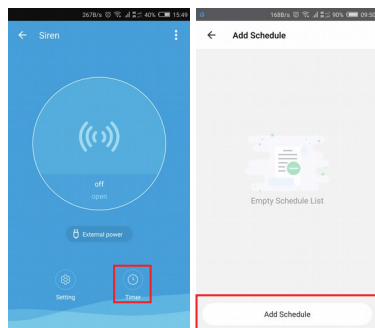 267B/s 40% 15:49
Siren
off
open
External power
Setting
Timer
168B/s 90% 09:50
Add Schedule
Empty Schedule List
Add Schedule